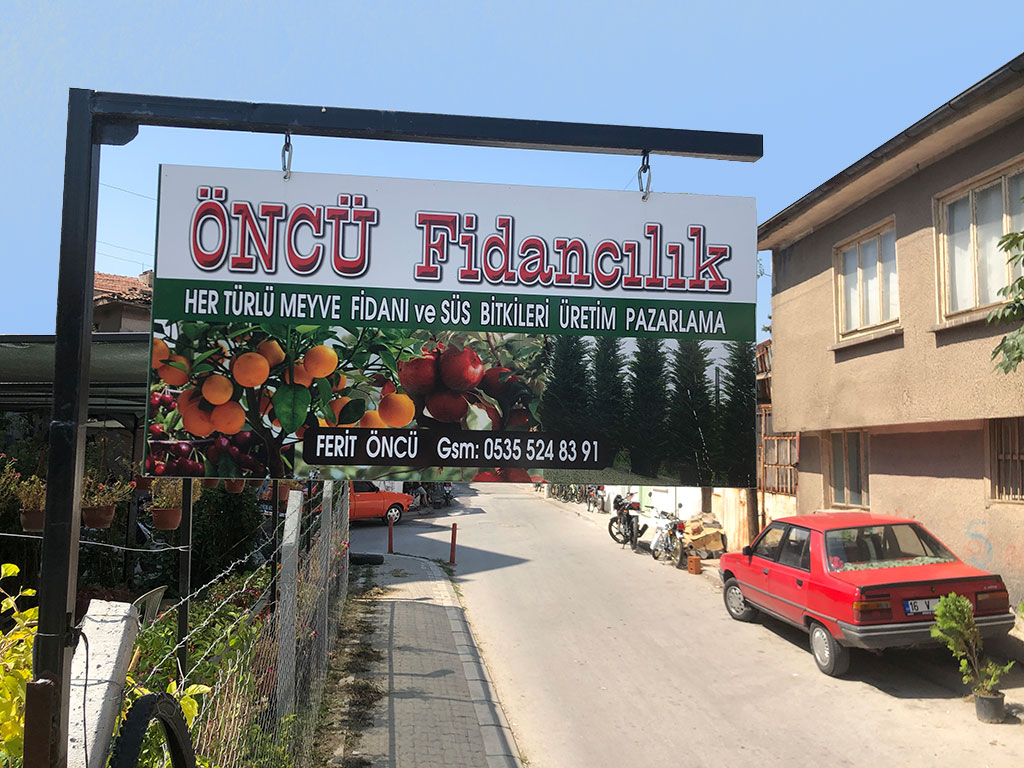 ÖNCÜ Fidancılık
HER TÜRLÜ MEYVE FİDANI ve SÜS BİTKİLERİ ÜRETİM PAZARLAMA
FERİT ÖNCÜ Gsm: 0535 524 83 91
16 V